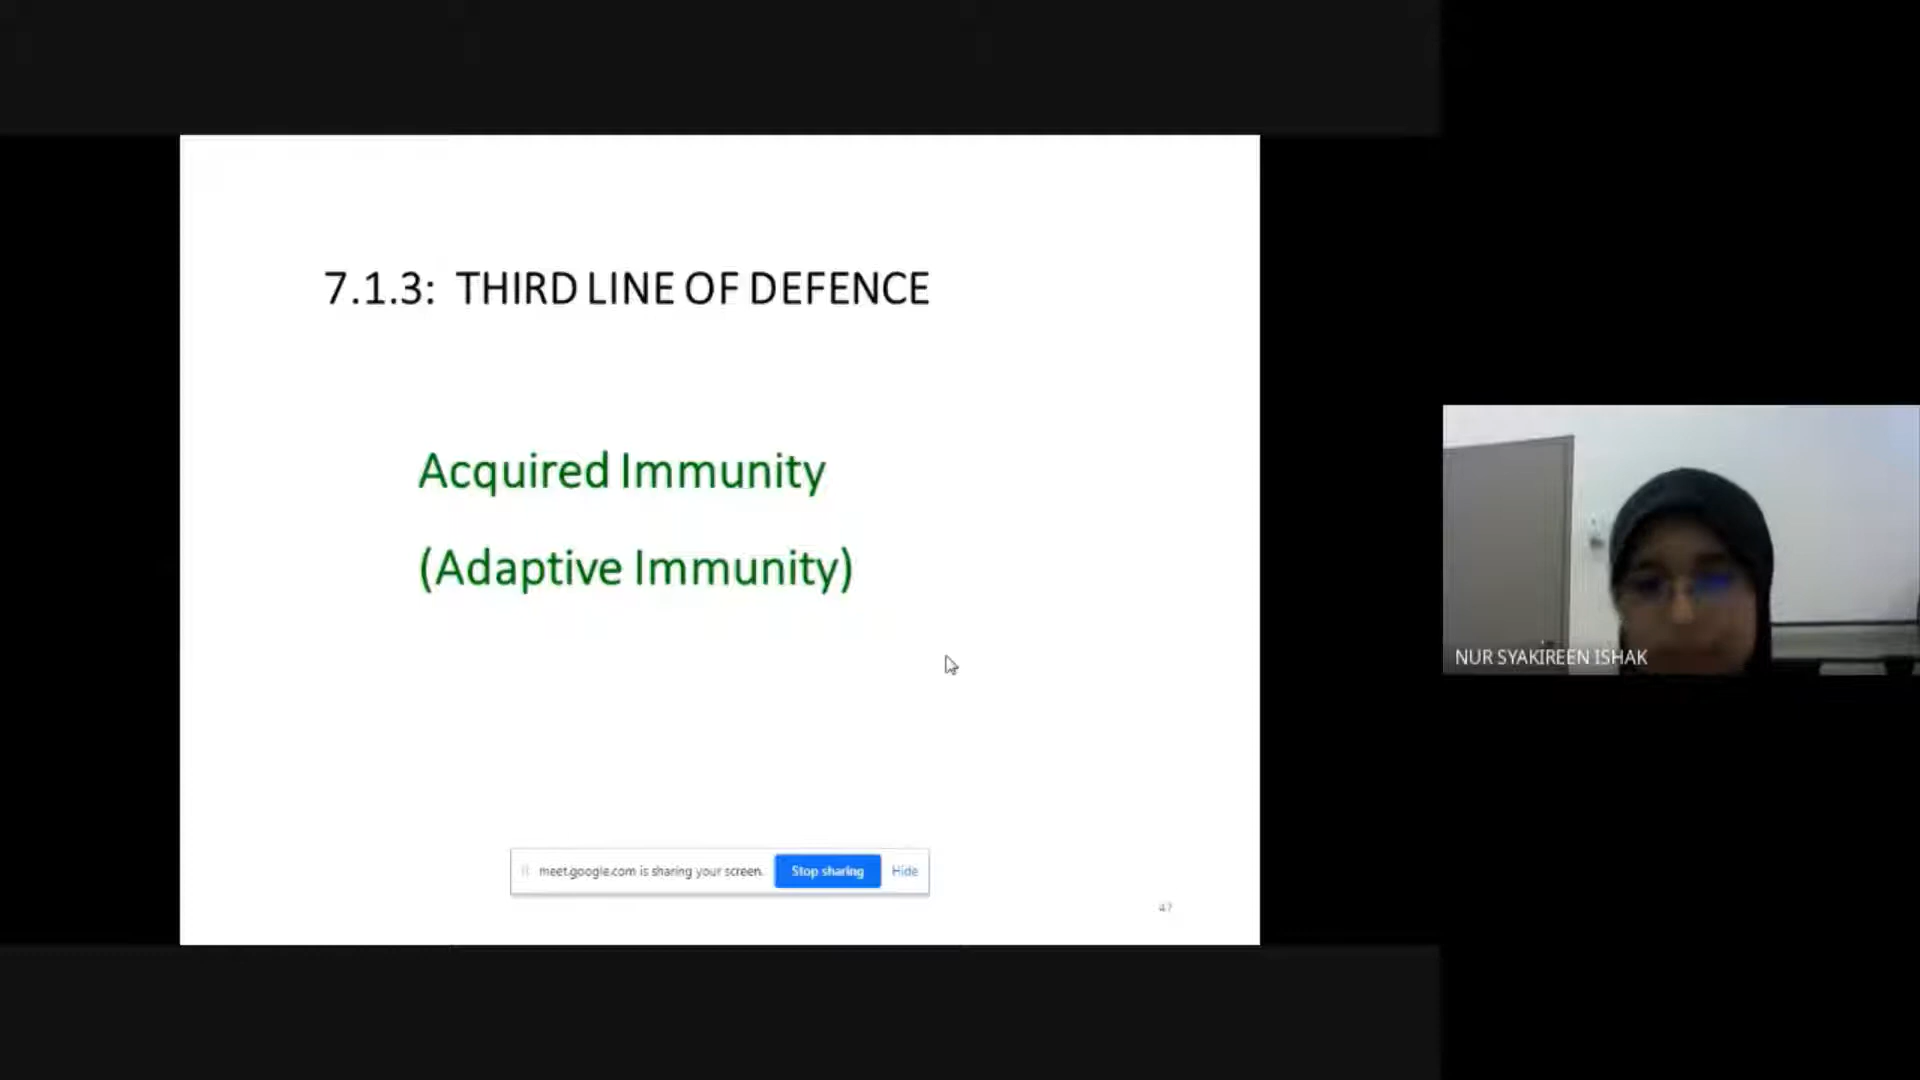 7.1.3: THIRD LINE OF DEFENCE
Acquired Immunity
(Adaptive Immunity)
meet.google.com is sharing your screen. Stop sharing Hide
47
NUR SYAKIREEN ISHAK